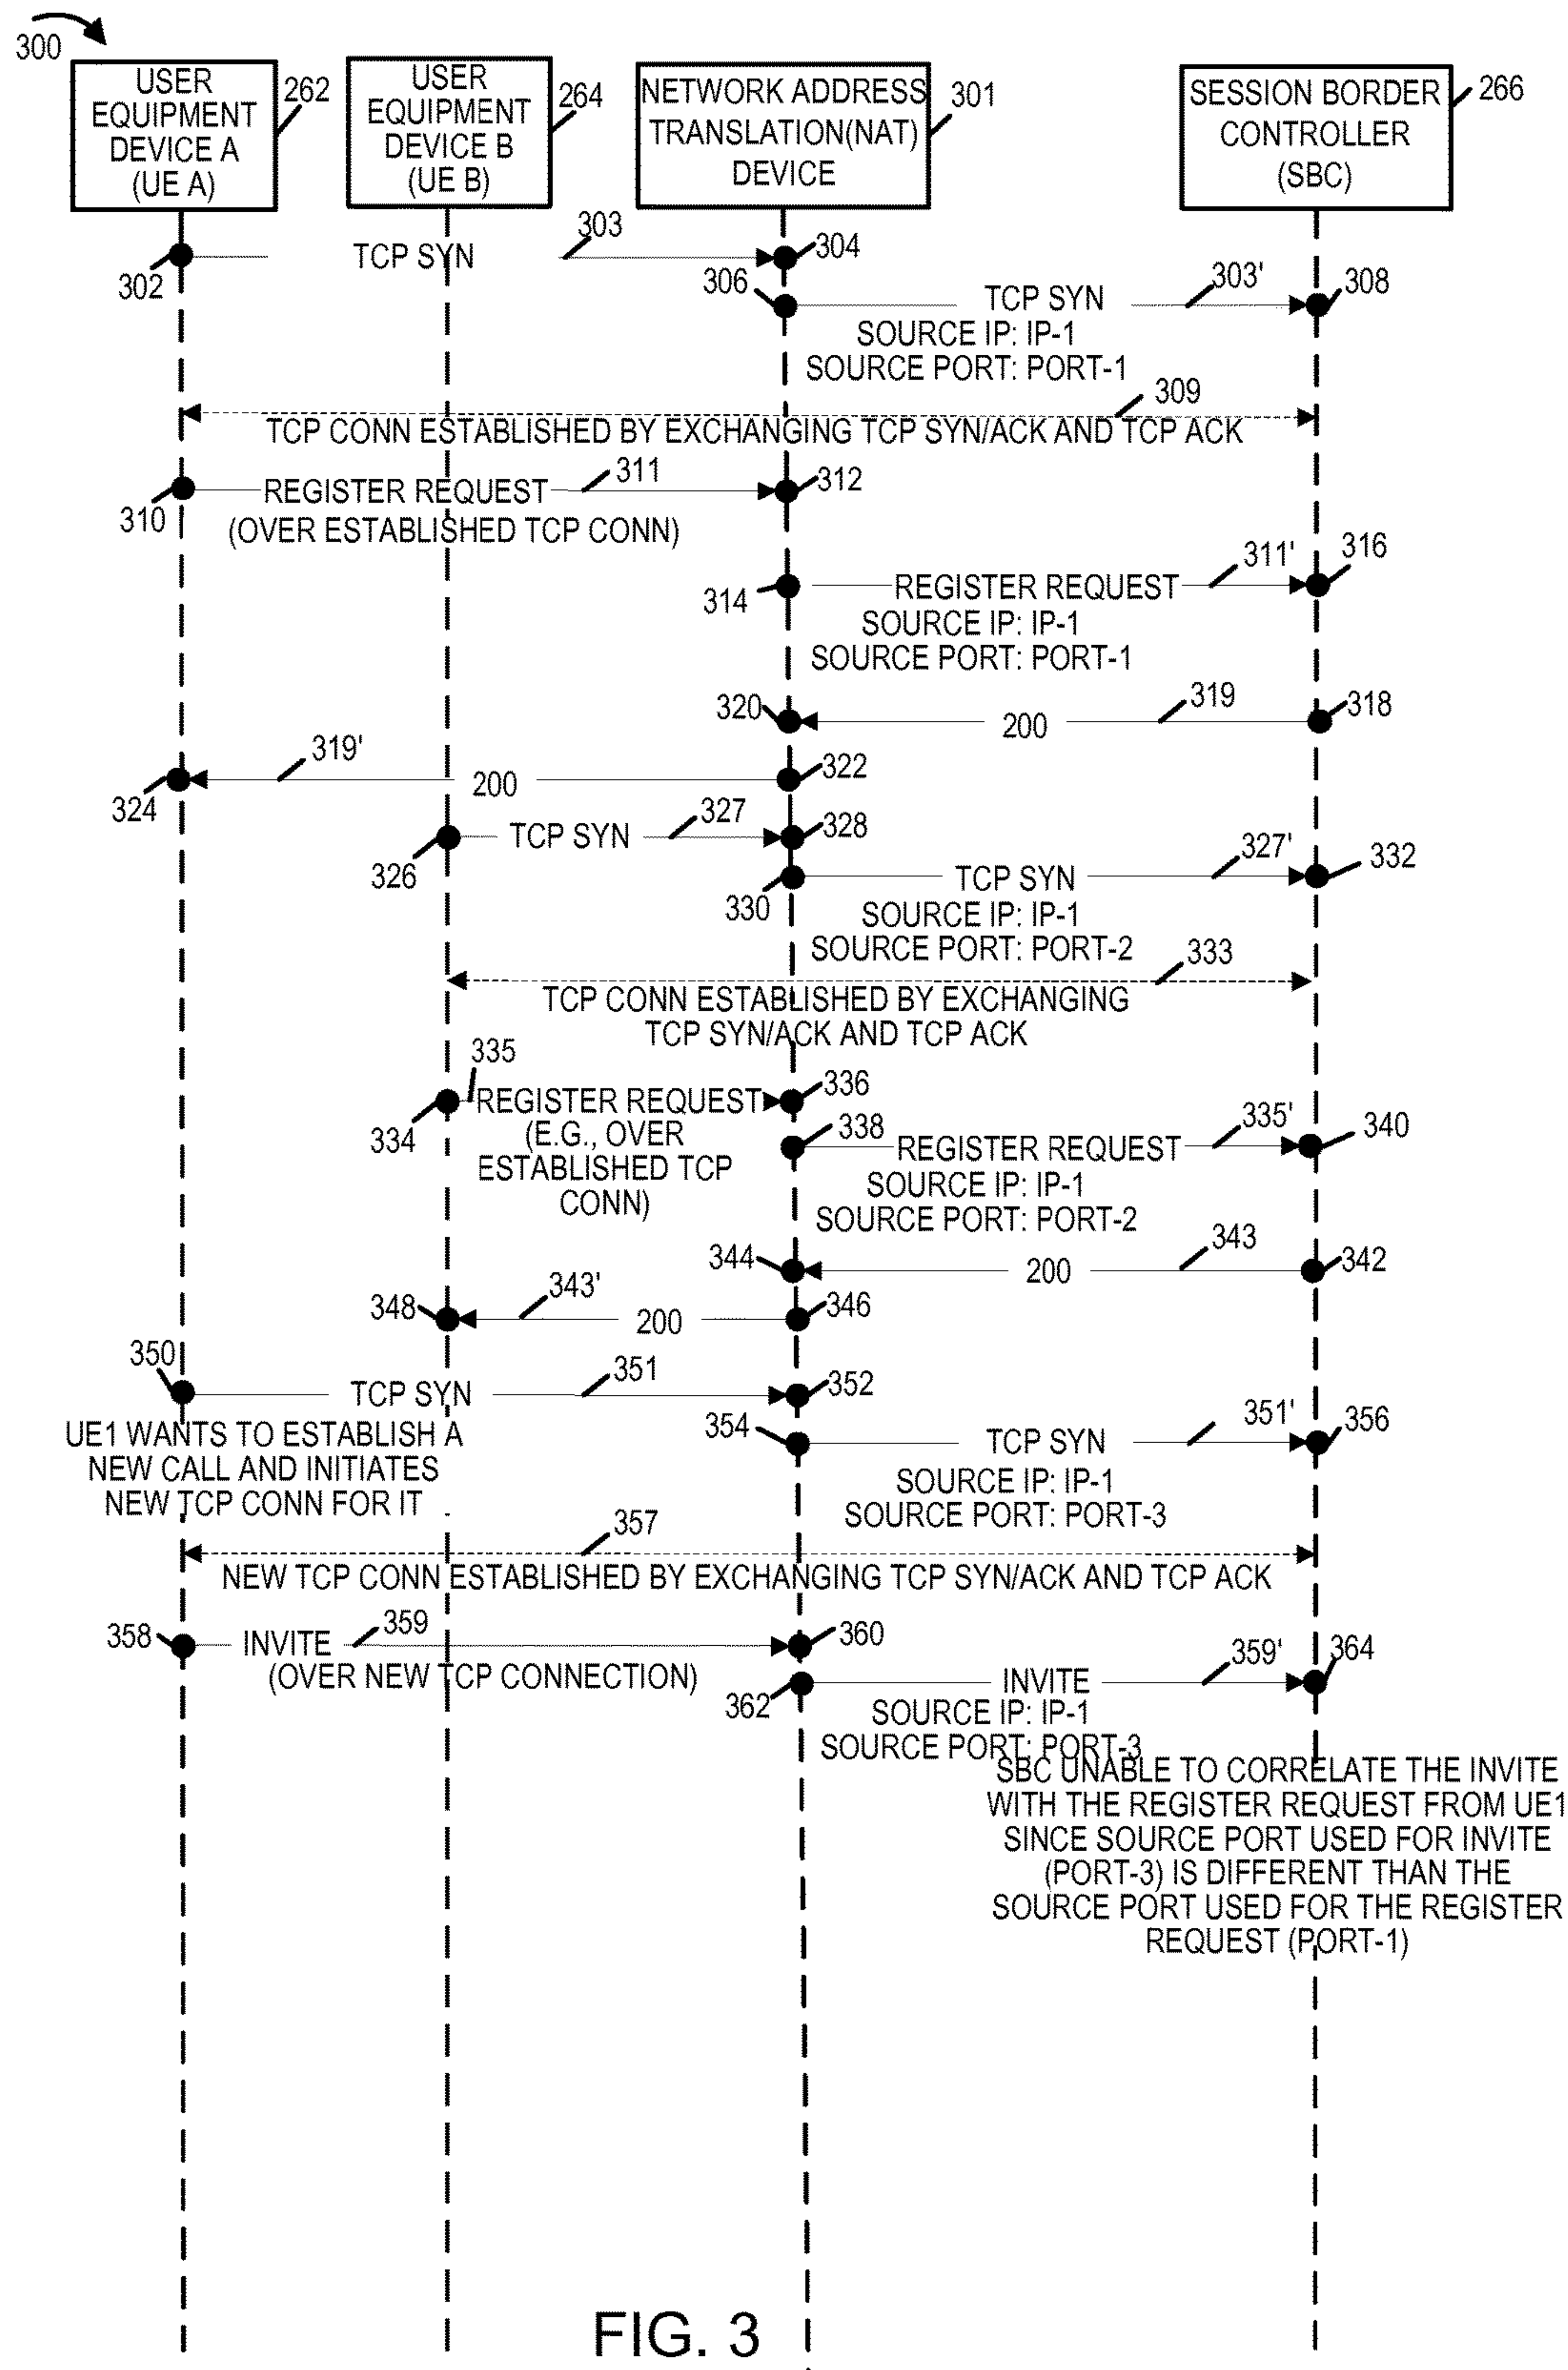 300
USER
EQUIPMENT
DEVICE A
(UE A)
262
USER
EQUIPMENT
DEVICE B
(UE B)
264
NETWORK ADDRESS
TRANSLATION(NAT)
DEVICE
301
SESSION BORDER
CONTROLLER
(SBC)
266
302
TCP SYN
303
304
306
TCP SYN
303'
308
SOURCE IP: IP-1
SOURCE PORT: PORT-1
309
TCP CONN ESTABLISHED BY EXCHANGING TCP SYN/ACK AND TCP ACK
310
REGISTER REQUEST
311
312
(OVER ESTABLISHED TCP CONN)
314
REGISTER REQUEST
311'
316
SOURCE IP: IP-1
SOURCE PORT: PORT-1
320
200
319
318
324
319'
200
322
326
TCP SYN
327
328
330
TCP SYN
327'
332
SOURCE IP: IP-1
SOURCE PORT: PORT-2
333
TCP CONN ESTABLISHED BY EXCHANGING
TCP SYN/ACK AND TCP ACK
334
335
REGISTER REQUEST
336
(E.G., OVER
ESTABLISHED TCP
CONN)
338
REGISTER REQUEST
335'
340
SOURCE IP: IP-1
SOURCE PORT: PORT-2
344
200
343
342
348
343'
200
346
350
TCP SYN
351
352
UE1 WANTS TO ESTABLISH A
NEW CALL AND INITIATES
NEW TCP CONN FOR IT
354
TCP SYN
351'
356
SOURCE IP: IP-1
SOURCE PORT: PORT-3
357
NEW TCP CONN ESTABLISHED BY EXCHANGING TCP SYN/ACK AND TCP ACK
358
INVITE
359
360
(OVER NEW TCP CONNECTION)
362
INVITE
359'
364
SOURCE IP: IP-1
SOURCE PORT: PORT-3
SBC UNABLE TO CORRELATE THE INVITE
WITH THE REGISTER REQUEST FROM UE1
SINCE SOURCE PORT USED FOR INVITE
(PORT-3) IS DIFFERENT THAN THE
SOURCE PORT USED FOR THE REGISTER
REQUEST (PORT-1)
FIG. 3